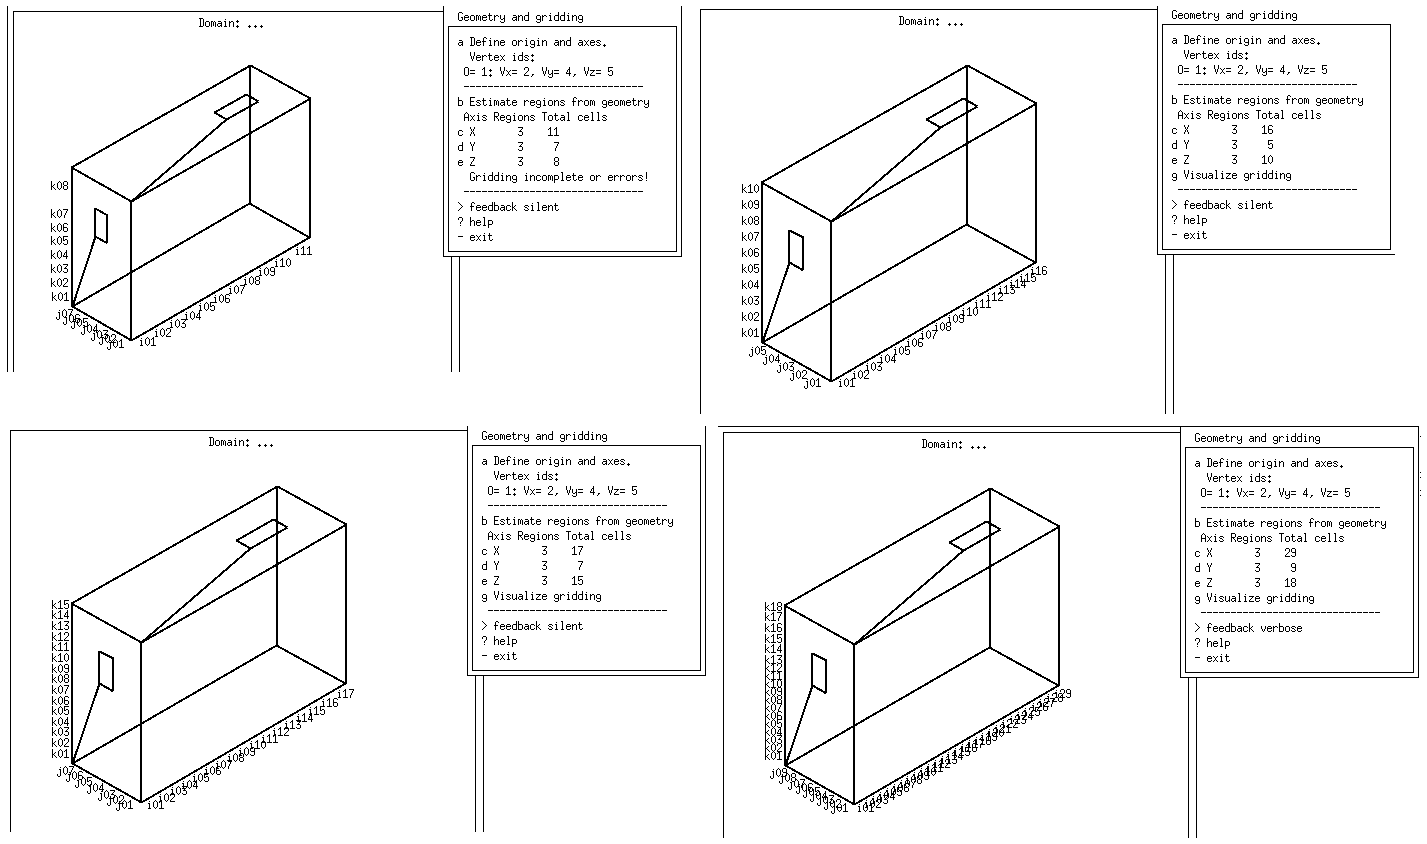 Domain: ...
Geometry and gridding
a Define origin and axes.
Vertex ids:
O= 1: Vx= 2, Vy= 4, Vz= 5
------------------------------
b Estimate regions from geometry
Axis Regions Total cells
c X 3 11
d Y 3 7
e Z 3 8
Gridding incomplete or errors!
------------------------------
> feedback silent
? help
- exit
k08
k07
k06
k05
k04
k03
k02
k01
j07
j01
i01
i02
i03
i04
i05
i06
i07
i08
i09
i10
i11
Domain: ...
Geometry and gridding
a Define origin and axes.
Vertex ids:
O= 1: Vx= 2, Vy= 4, Vz= 5
------------------------------
b Estimate regions from geometry
Axis Regions Total cells
c X 3 16
d Y 3 5
e Z 3 10
g Visualize gridding
------------------------------
> feedback silent
? help
- exit
k10
k09
k08
k07
k06
k05
k04
k03
k02
k01
j05
j04
j03
j02
j01
i01
i02
i03
i04
i05
i06
i07
i08
i09
i10
i11
i12
i13
i14
i15
i16
Domain: ...
Geometry and gridding
a Define origin and axes.
Vertex ids:
O= 1: Vx= 2, Vy= 4, Vz= 5
------------------------------
b Estimate regions from geometry
Axis Regions Total cells
c X 3 17
d Y 3 7
e Z 3 15
g Visualize gridding
------------------------------
> feedback silent
? help
- exit
k15
k14
k13
k12
k11
k10
k09
k08
k07
k06
k05
k04
k03
k02
k01
j07
j06
j05
j04
j03
j02
j01
i01
i02
i03
i04
i05
i06
i07
i08
i09
i10
i11
i12
i13
i14
i15
i16
i17
Domain: ...
Geometry and gridding
a Define origin and axes.
Vertex ids:
O= 1: Vx= 2, Vy= 4, Vz= 5
------------------------------
b Estimate regions from geometry
Axis Regions Total cells
c X 3 29
d Y 3 9
e Z 3 18
g Visualize gridding
------------------------------
> feedback verbose
? help
- exit
k18
k17
k16
k15
k14
k13
k12
k11
k10
k09
k08
k07
k06
k05
k04
k03
k02
k01
j01
i01